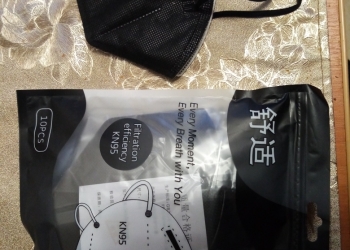 舒适
Every Moment,
Every Breath with You
Filtration
efficiency
KN95
10PCS
KN95